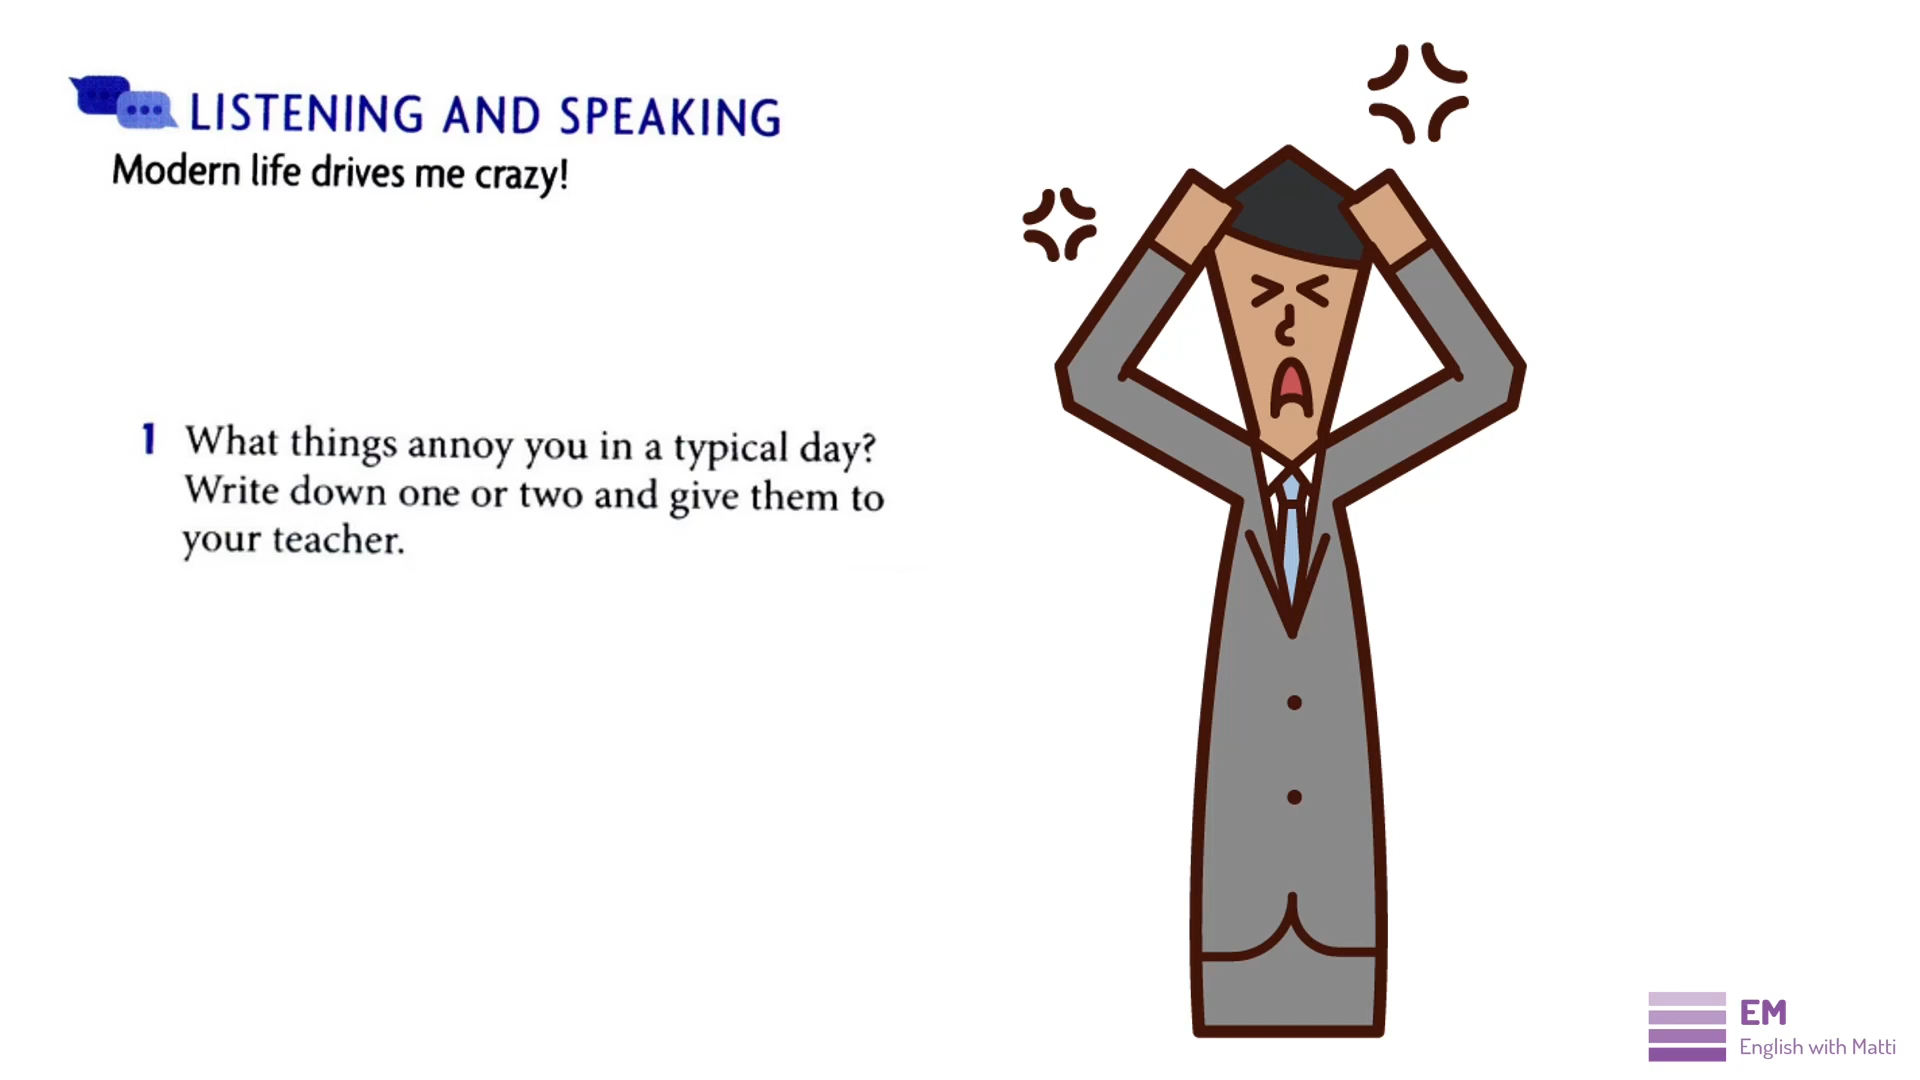 LISTENING AND SPEAKING
Modern life drives me crazy!
1 What things annoy you in a typical day?
Write down one or two and give them to
your teacher.
EM
English with Matti